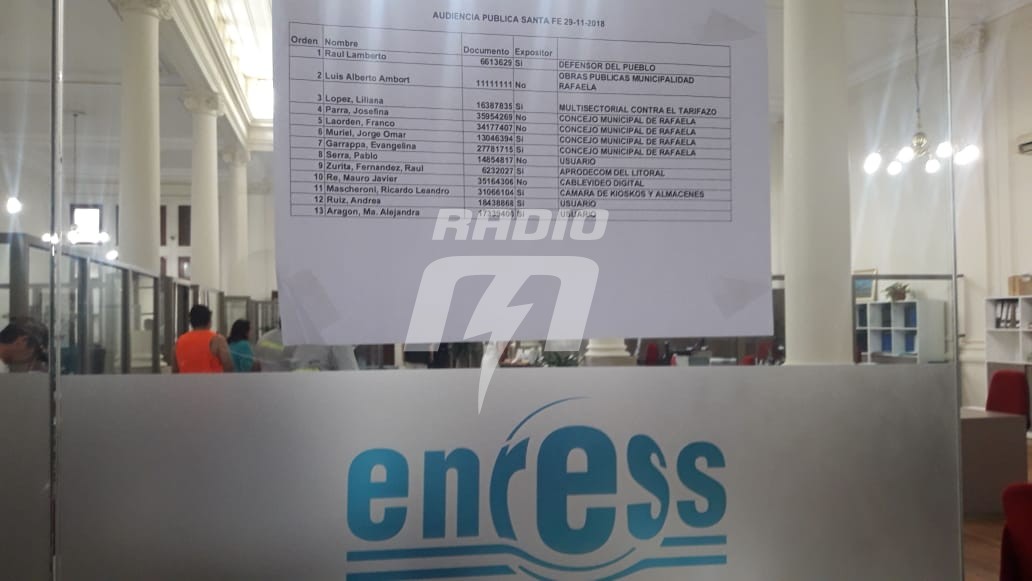 AUDIENCIA PUBLICA SANTA FE 29-11-2018
Orden Nombre Documento Expositor
1 Raul Lamberto 6613629 Si DEFENSOR DEL PUEBLO
2 Luis Alberto Ambort 11111111 No OBRAS PUBLICAS MUNICIPALIDAD RAFAELA
3 Lopez, Liliana 16387835 Si MULTISECTORIAL CONTRA EL TARIFAZO
4 Parra, Josefina 35954269 No CONCEJO MUNICIPAL DE RAFAELA
5 Laorden, Franco 34177407 No CONCEJO MUNICIPAL DE RAFAELA
6 Muriel, Jorge Omar 13046394 Si CONCEJO MUNICIPAL DE RAFAELA
7 Garrappa, Evangelina 27781715 Si CONCEJO MUNICIPAL DE RAFAELA
8 Serra, Pablo 14854817 No USUARIO
9 Zurita, Fernandez, Raul 6232027 Si APRODECOM DEL LITORAL
10 Re, Mauro Javier 35164306 No CABLEVIDEO DIGITAL
11 Mascheroni, Ricardo Leandro 31066104 Si CAMARA DE KIOSKOS Y ALMACENES
12 Ruiz, Andrea 18438868 Si USUARIO
13 Aragon, Ma. Alejandra Si USUARIO
RADIO
enress